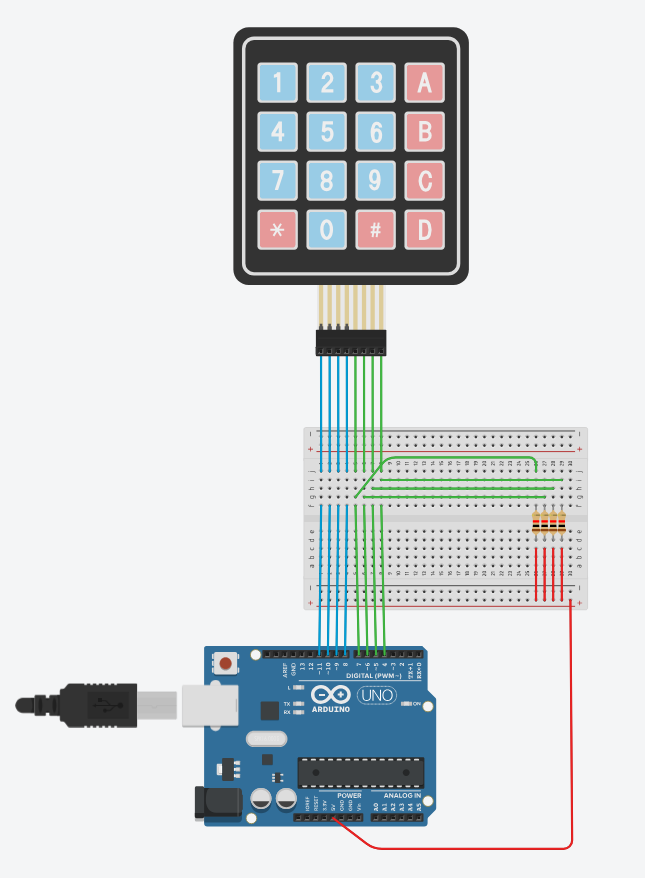 1 2 3 A
4 5 6 B
7 8 9 C
* 0 # D
AREF
GND
13
12
~11
~10
~9
8
7
~6
~5
4
~3
2
TX→1
RX←0
DIGITAL (PWM~)
L
TX
RX
UNO
ON
ARDUINO
POWER
ANALOG IN
IOREF
RESET
3.3V
5V
GND
GND
Vin
A0
A1
A2
A3
A4
A5